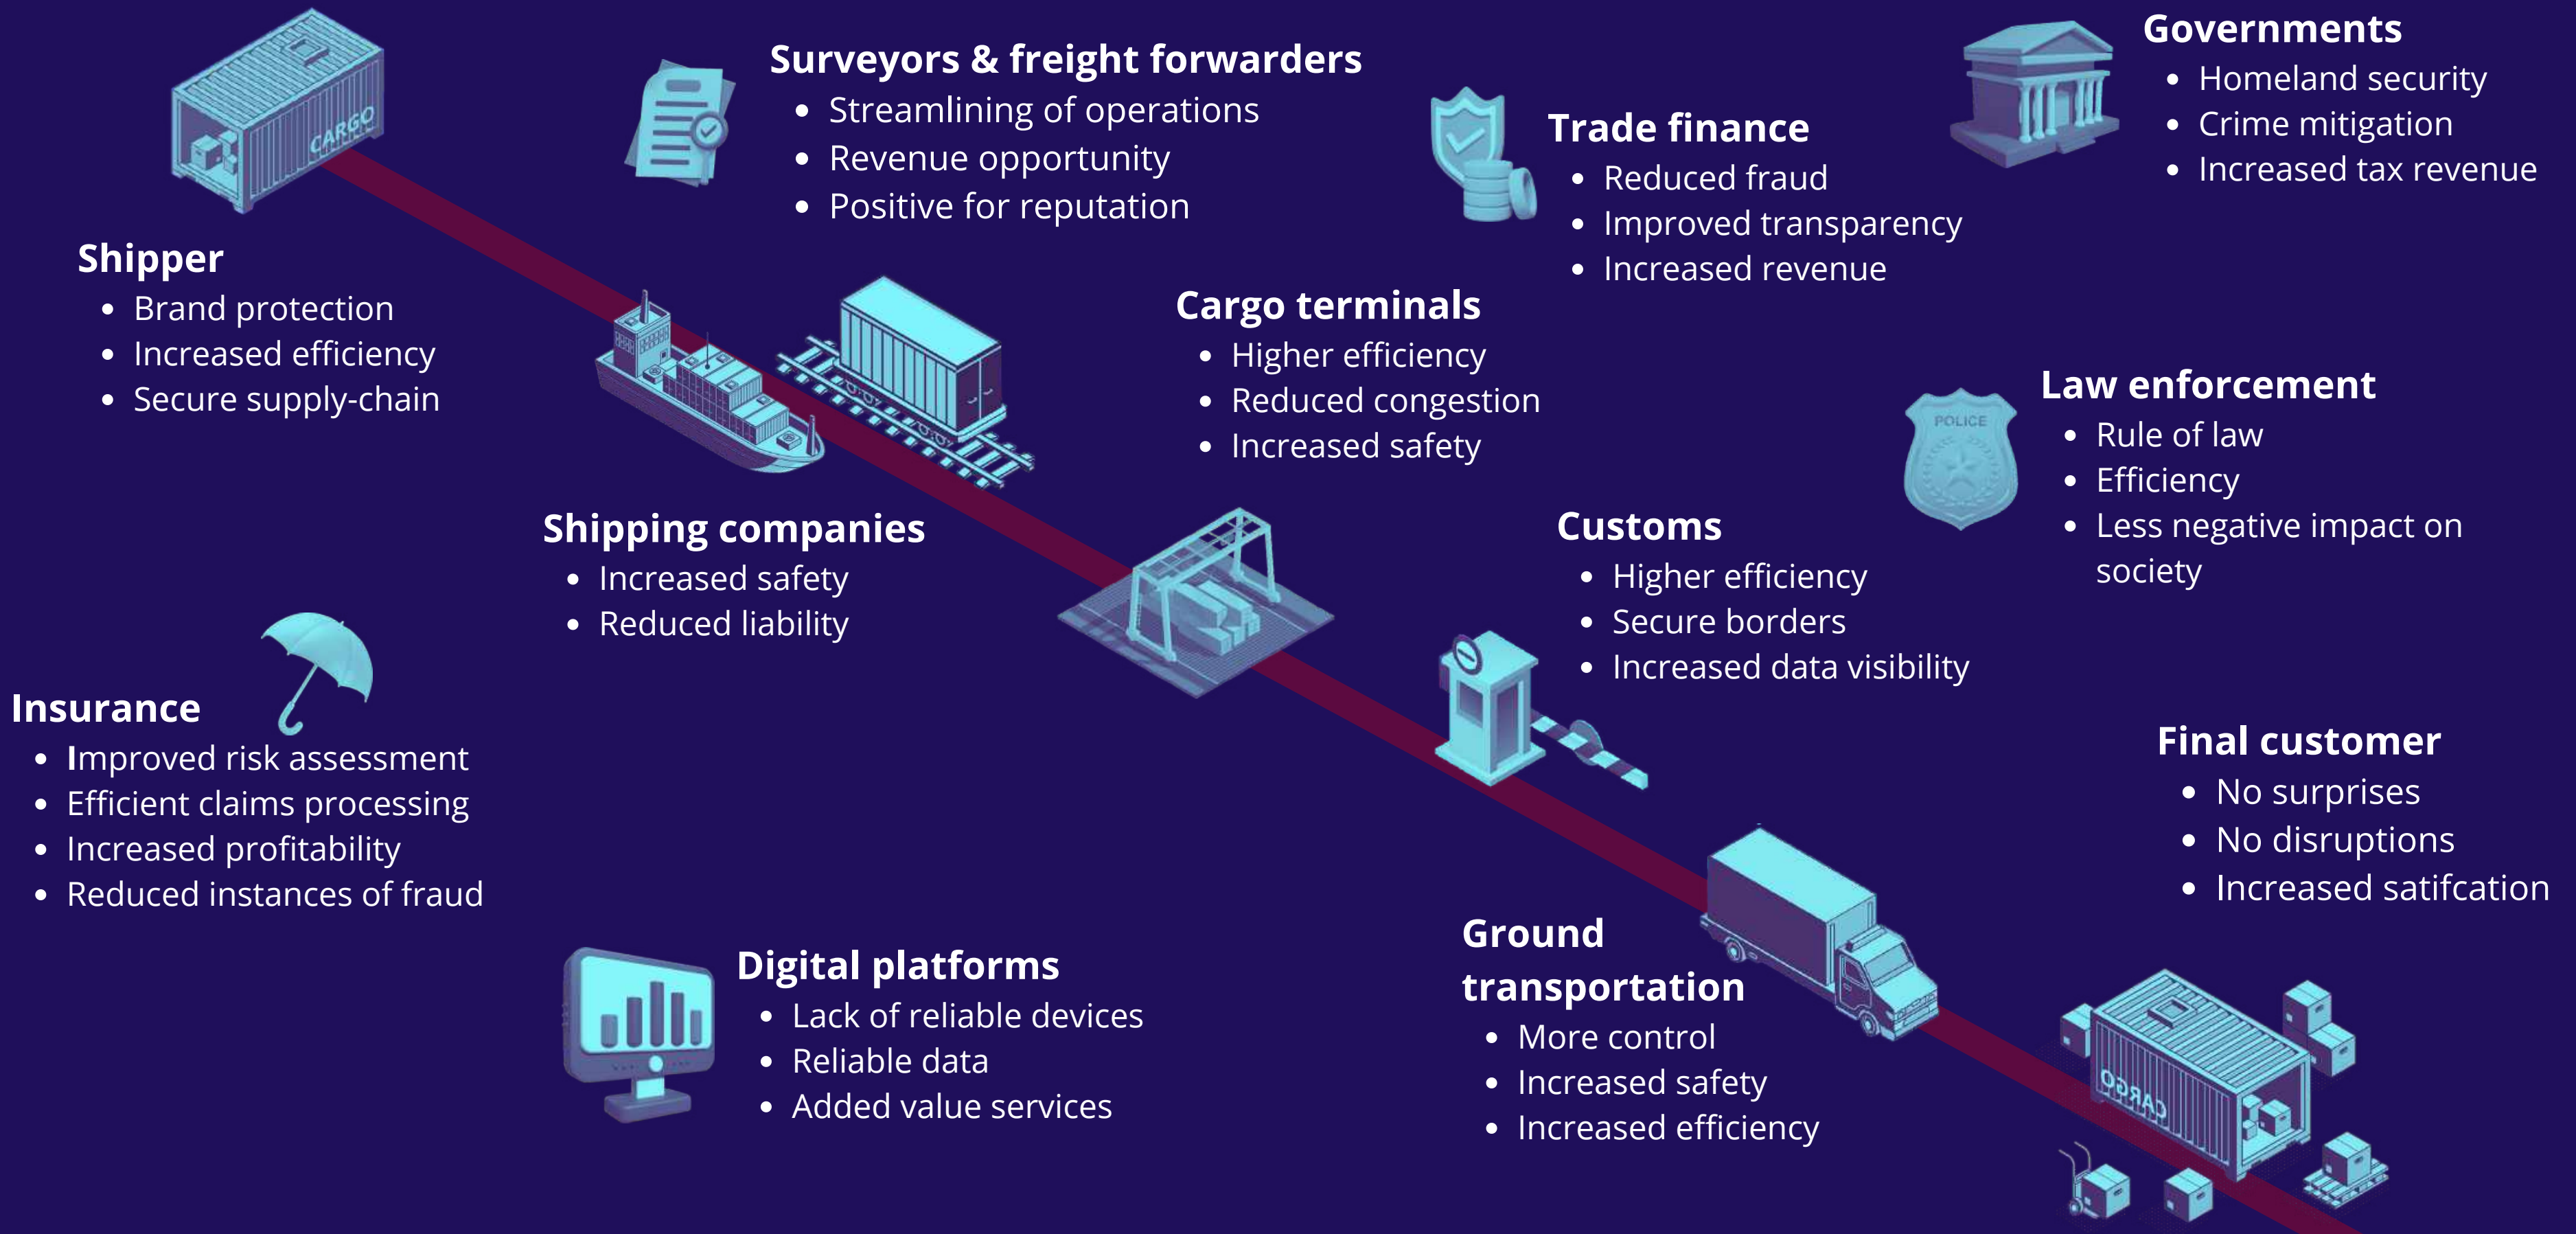 CARGO
Shipper
• Brand protection
• Increased efficiency
• Secure supply-chain
Surveyors & freight forwarders
• Streamlining of operations
• Revenue opportunity
• Positive for reputation
Trade finance
• Reduced fraud
• Improved transparency
• Increased revenue
Governments
• Homeland security
• Crime mitigation
• Increased tax revenue
Cargo terminals
• Higher efficiency
• Reduced congestion
• Increased safety
POLICE
Law enforcement
• Rule of law
• Efficiency
• Less negative impact on
society
Shipping companies
• Increased safety
• Reduced liability
Customs
• Higher efficiency
• Secure borders
• Increased data visibility
Insurance
• Improved risk assessment
• Efficient claims processing
• Increased profitability
• Reduced instances of fraud
Final customer
• No surprises
• No disruptions
• Increased satifcation
Digital platforms
• Lack of reliable devices
• Reliable data
• Added value services
Ground
transportation
• More control
• Increased safety
• Increased efficiency
CARGO